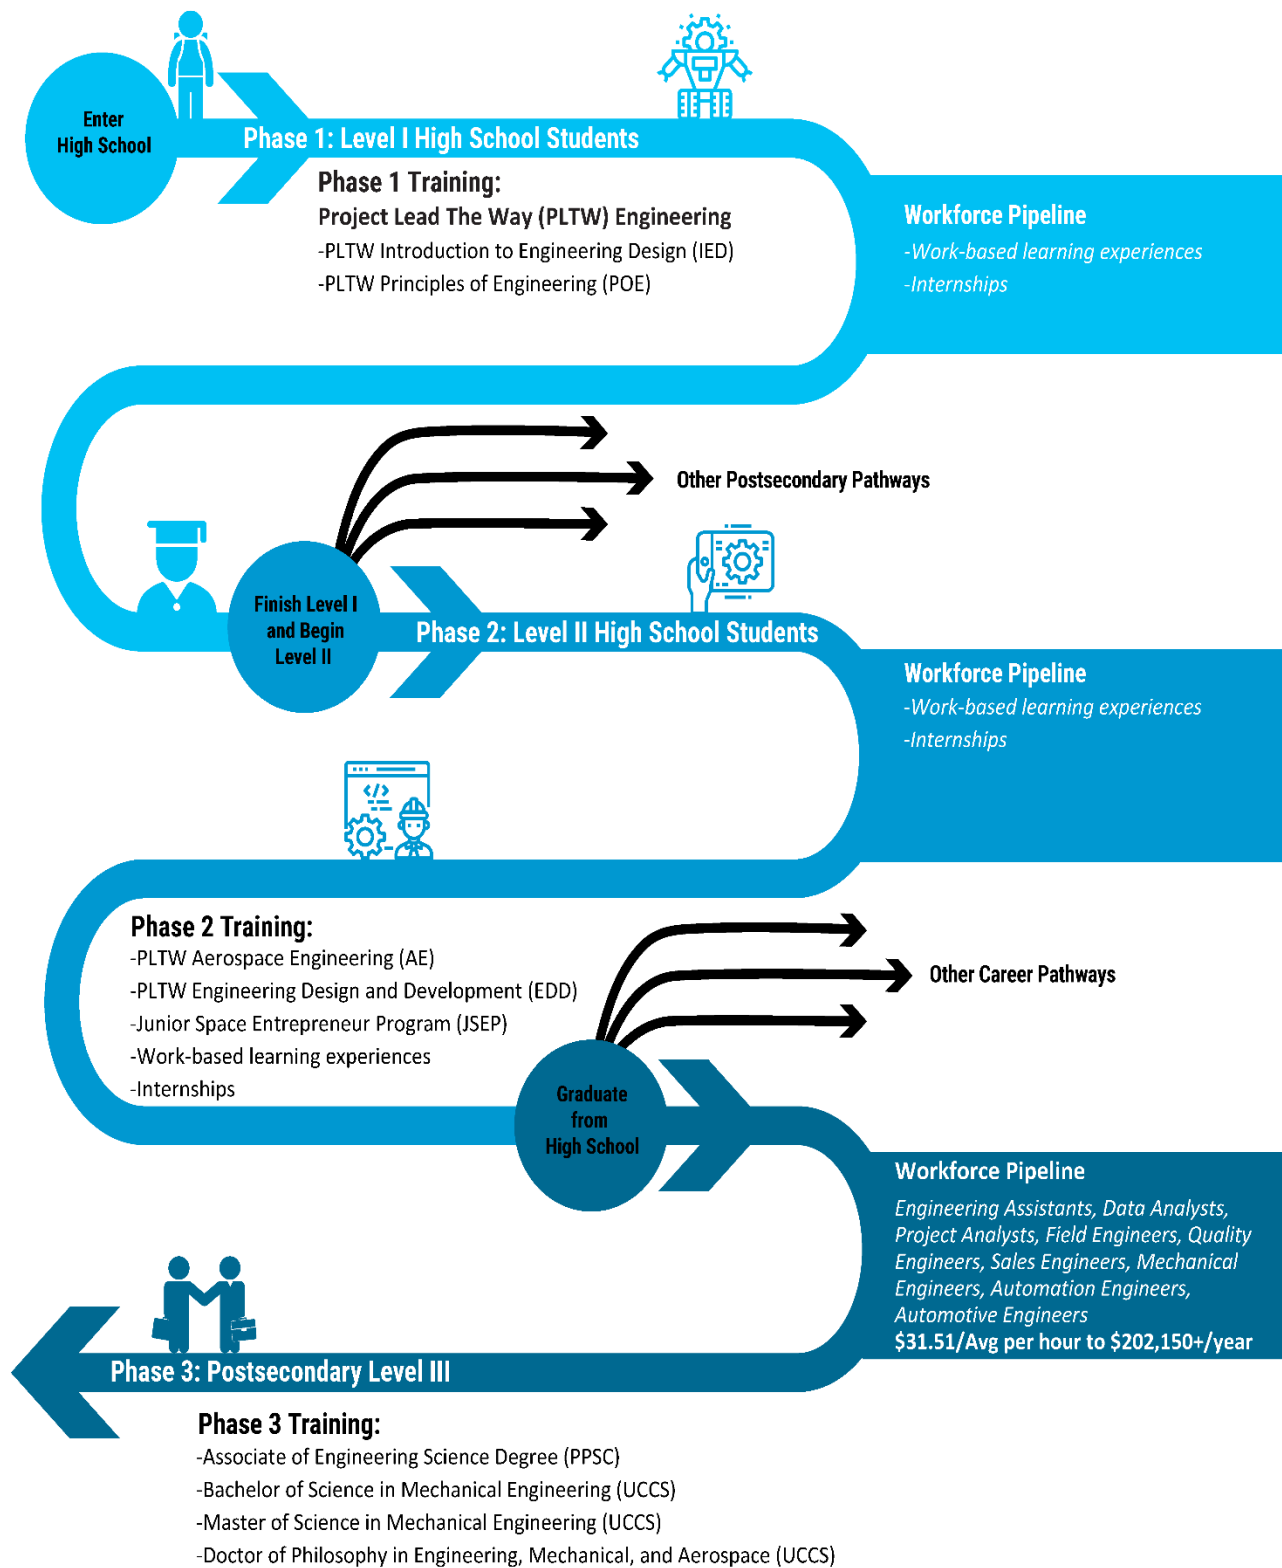 Enter
High School
Phase 1: Level I High School Students
Phase 1 Training:
Project Lead The Way (PLTW) Engineering
-PLTW Introduction to Engineering Design (IED)
-PLTW Principles of Engineering (POE)
Workforce Pipeline
-Work-based learning experiences
-Internships
Other Postsecondary Pathways
Finish Level I
and Begin
Level II
Phase 2: Level II High School Students
Workforce Pipeline
-Work-based learning experiences
-Internships
</>
Phase 2 Training:
-PLTW Aerospace Engineering (AE)
-PLTW Engineering Design and Development (EDD)
-Junior Space Entrepreneur Program (JSEP)
-Work-based learning experiences
-Internships
Other Career Pathways
Graduate
from
High School
Workforce Pipeline
Engineering Assistants, Data Analysts,
Project Analysts, Field Engineers, Quality
Engineers, Sales Engineers, Mechanical
Engineers, Automation Engineers,
Automotive Engineers
$31.51/Avg per hour to $202,150+/year
Phase 3: Postsecondary Level III
Phase 3 Training:
-Associate of Engineering Science Degree (PPSC)
-Bachelor of Science in Mechanical Engineering (UCCS)
-Master of Science in Mechanical Engineering (UCCS)
-Doctor of Philosophy in Engineering, Mechanical, and Aerospace (UCCS)